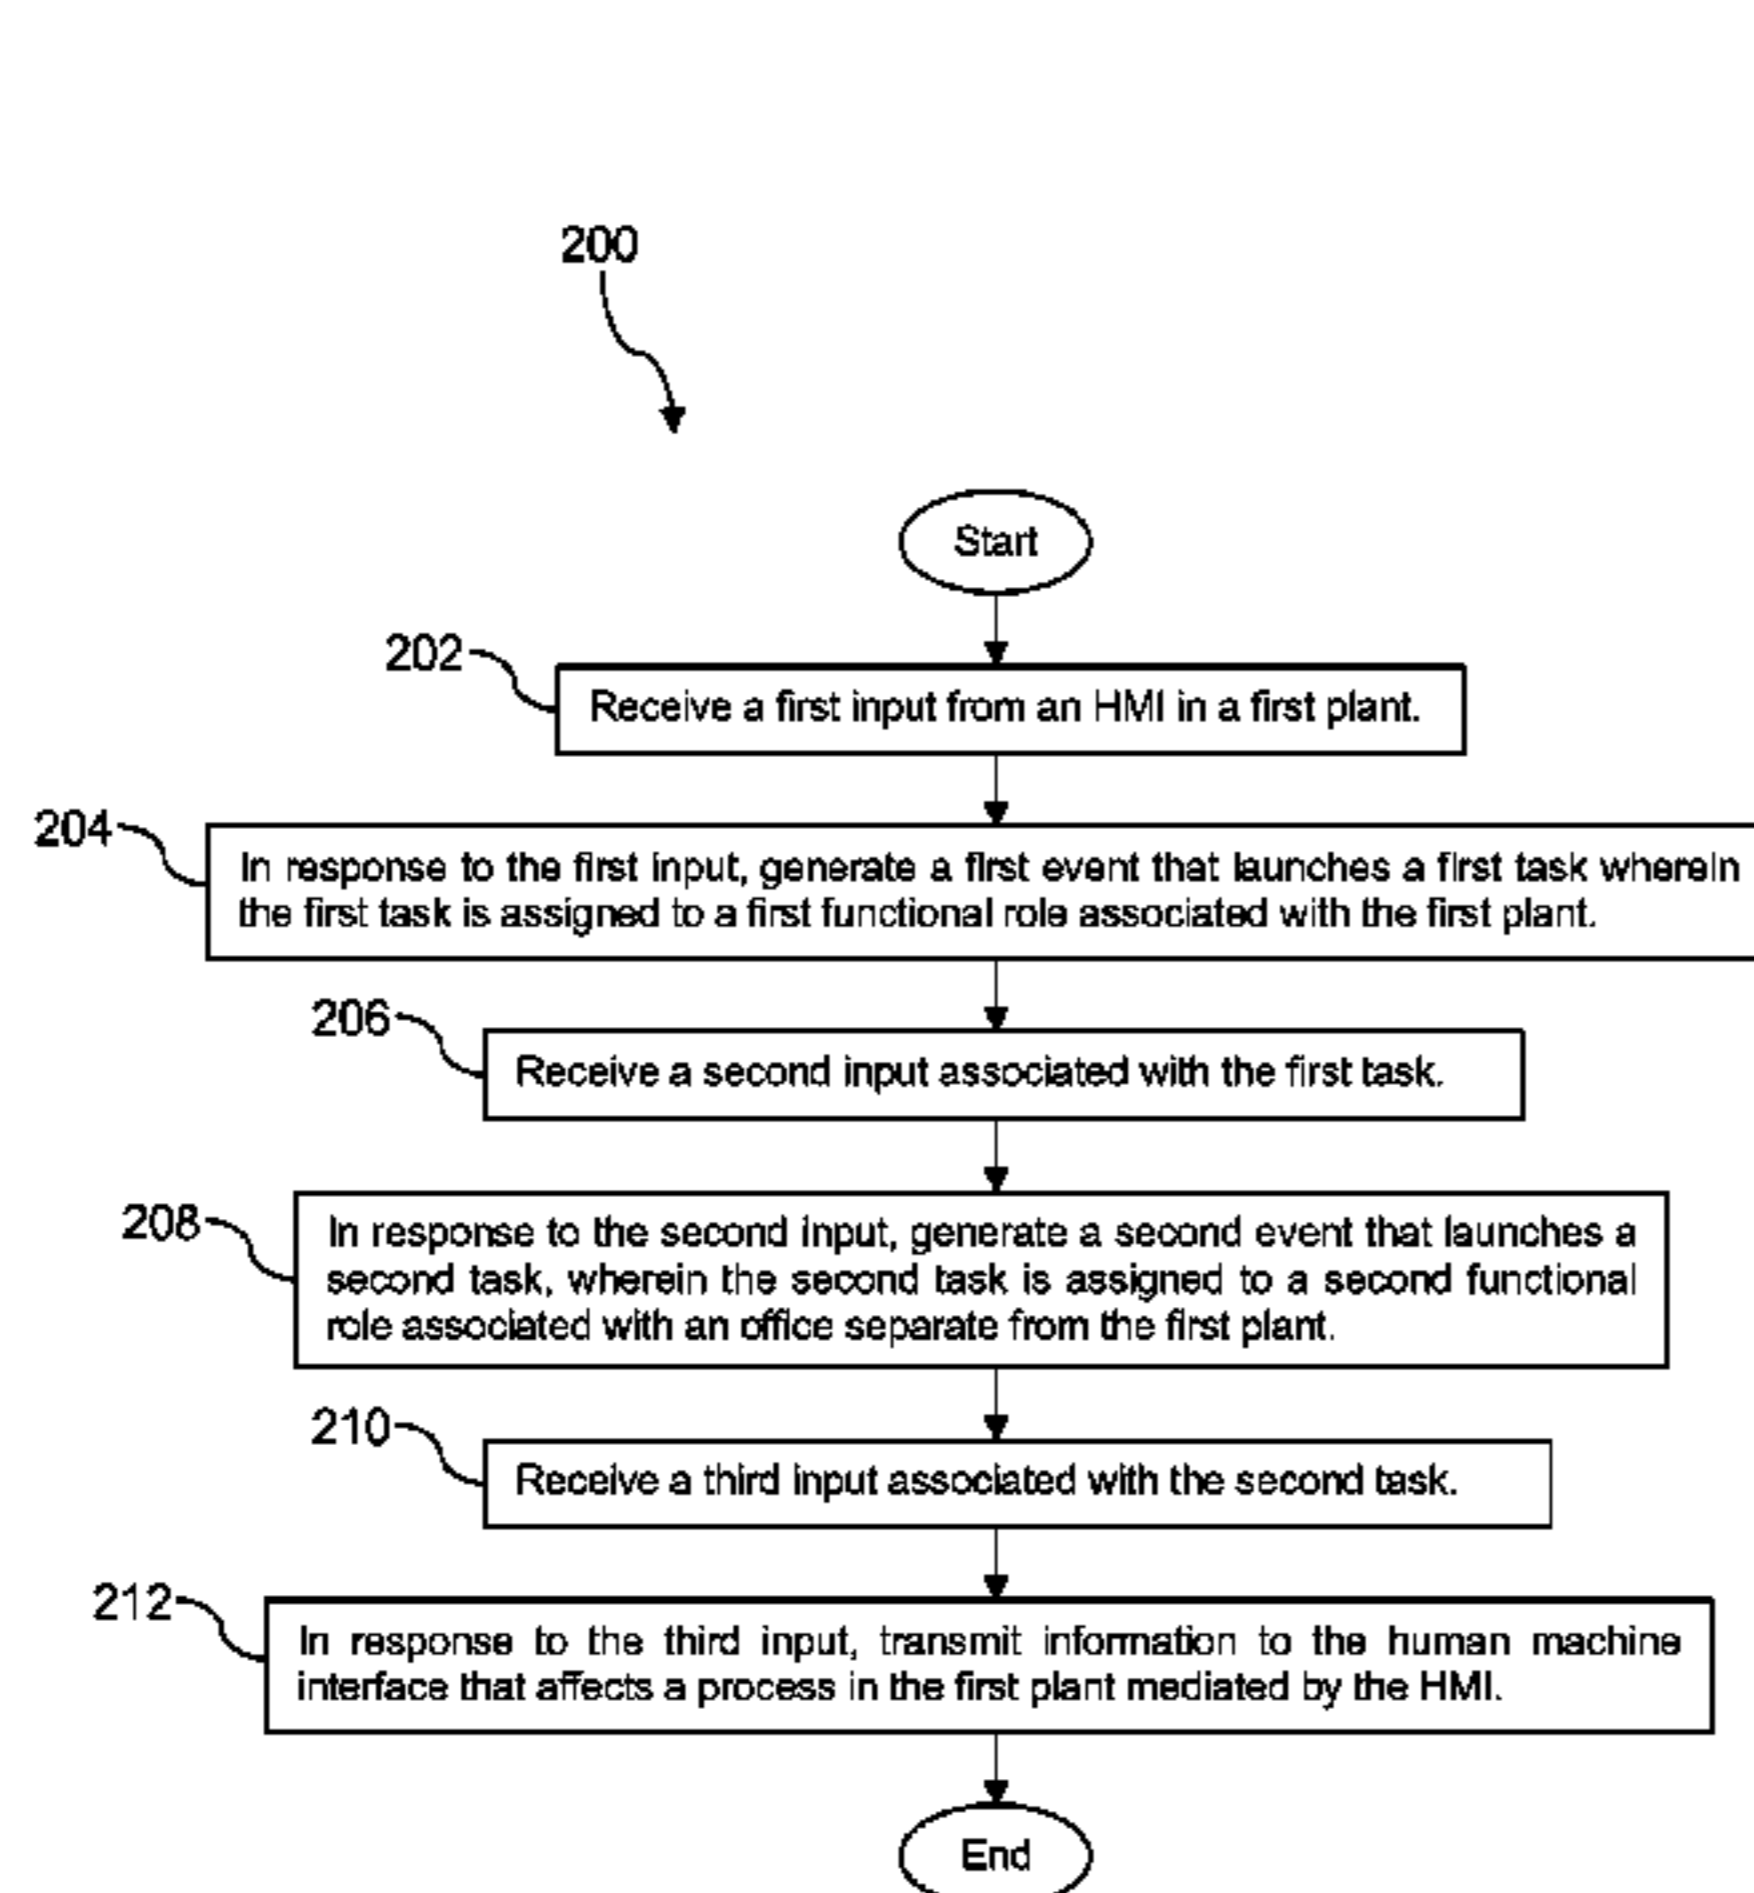 200
Start
202
Receive a first input from an HMI in a first plant.
204
In response to the first input, generate a first event that launches a first task wherein
the first task is assigned to a first functional role associated with the first plant.
206
Receive a second input associated with the first task.
208
In response to the second input, generate a second event that launches a
second task, wherein the second task is assigned to a second functional
role associated with an office separate from the first plant.
210
Receive a third input associated with the second task.
212
In response to the third input, transmit information to the human machine
interface that affects a process in the first plant mediated by the HMI.
End